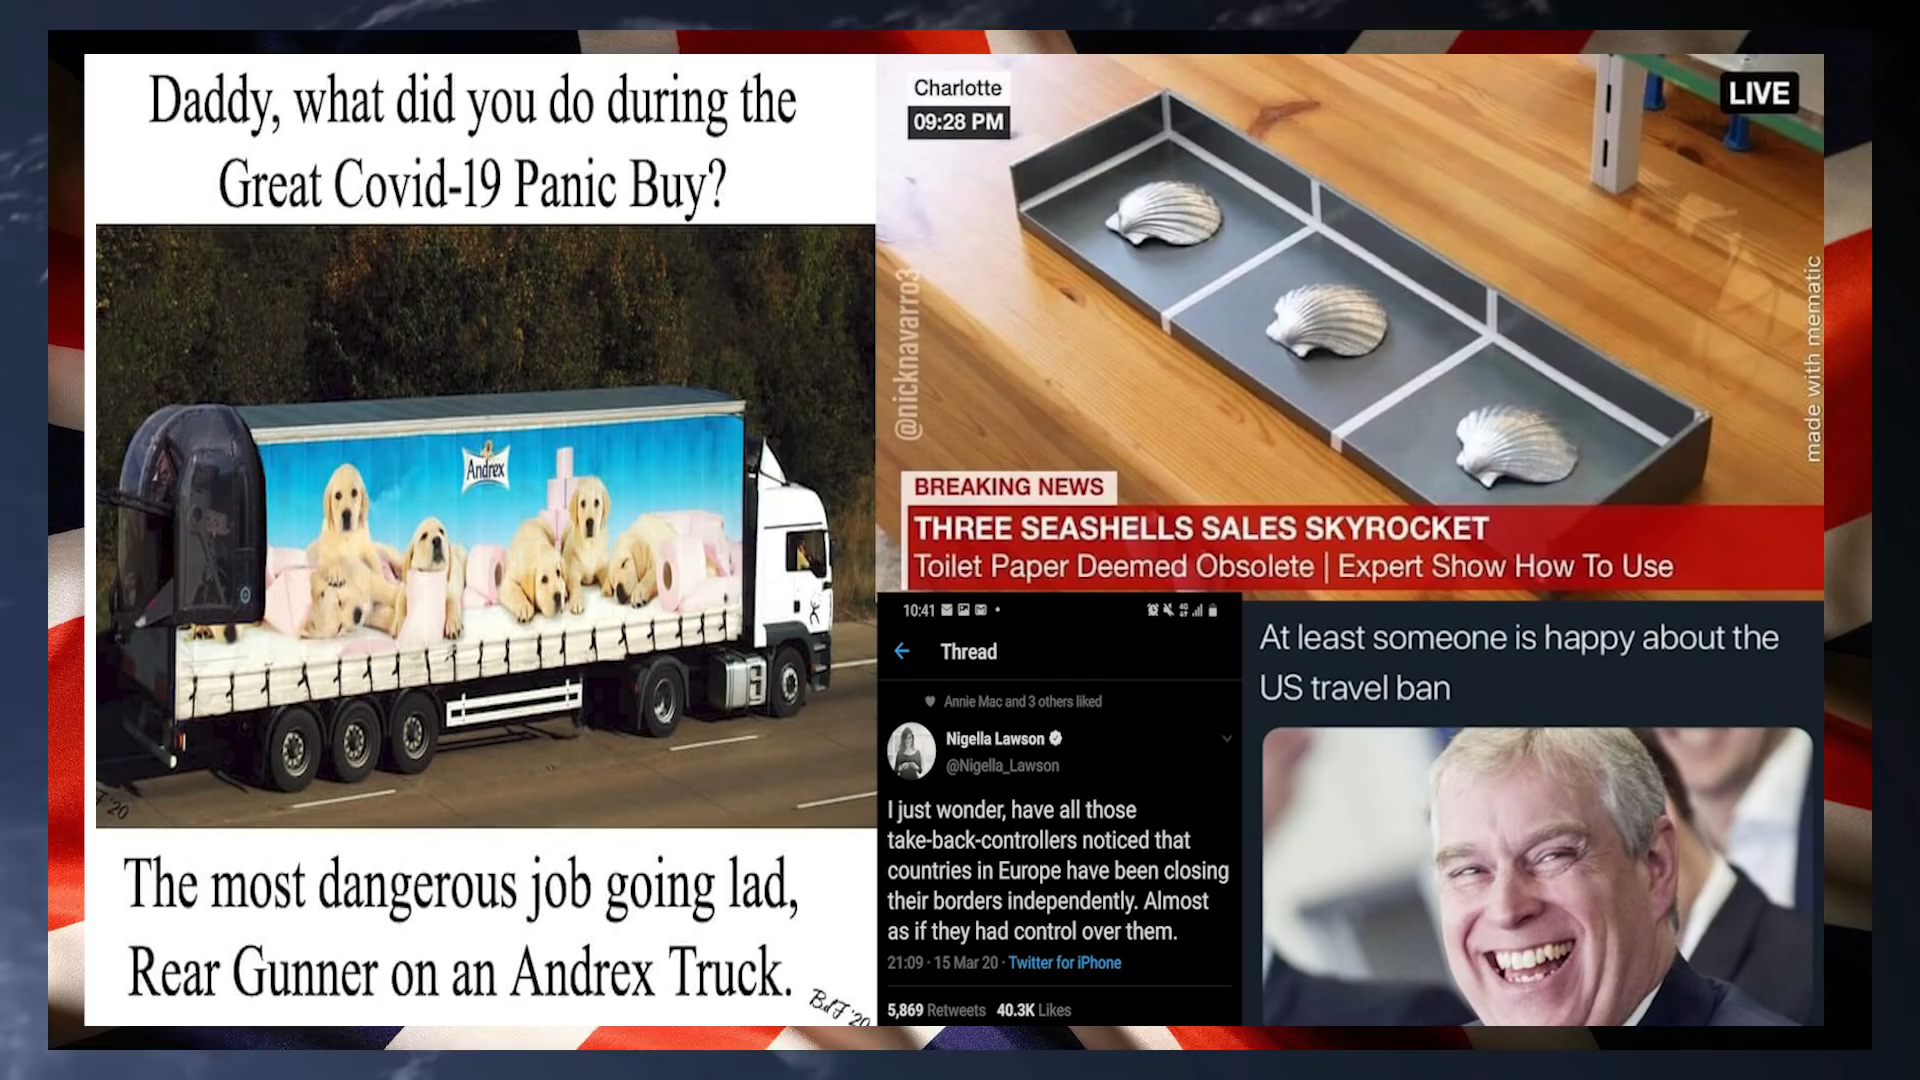 Daddy, what did you do during the
Great Covid-19 Panic Buy?
Andrex
F '20
The most dangerous job going lad,
Rear Gunner on an Andrex Truck.
BdF '20
Charlotte
09:28 PM
LIVE
@nicknavarro3
made with mematic
BREAKING NEWS
THREE SEASHELLS SALES SKYROCKET
Toilet Paper Deemed Obsolete | Expert Show How To Use
10:41
4G
Thread
Annie Mac and 3 others liked
Nigella Lawson
@Nigella_Lawson
I just wonder, have all those
take-back-controllers noticed that
countries in Europe have been closing
their borders independently. Almost
as if they had control over them.
21:09 · 15 Mar 20 · Twitter for iPhone
5,869 Retweets 40.3K Likes
At least someone is happy about the
US travel ban